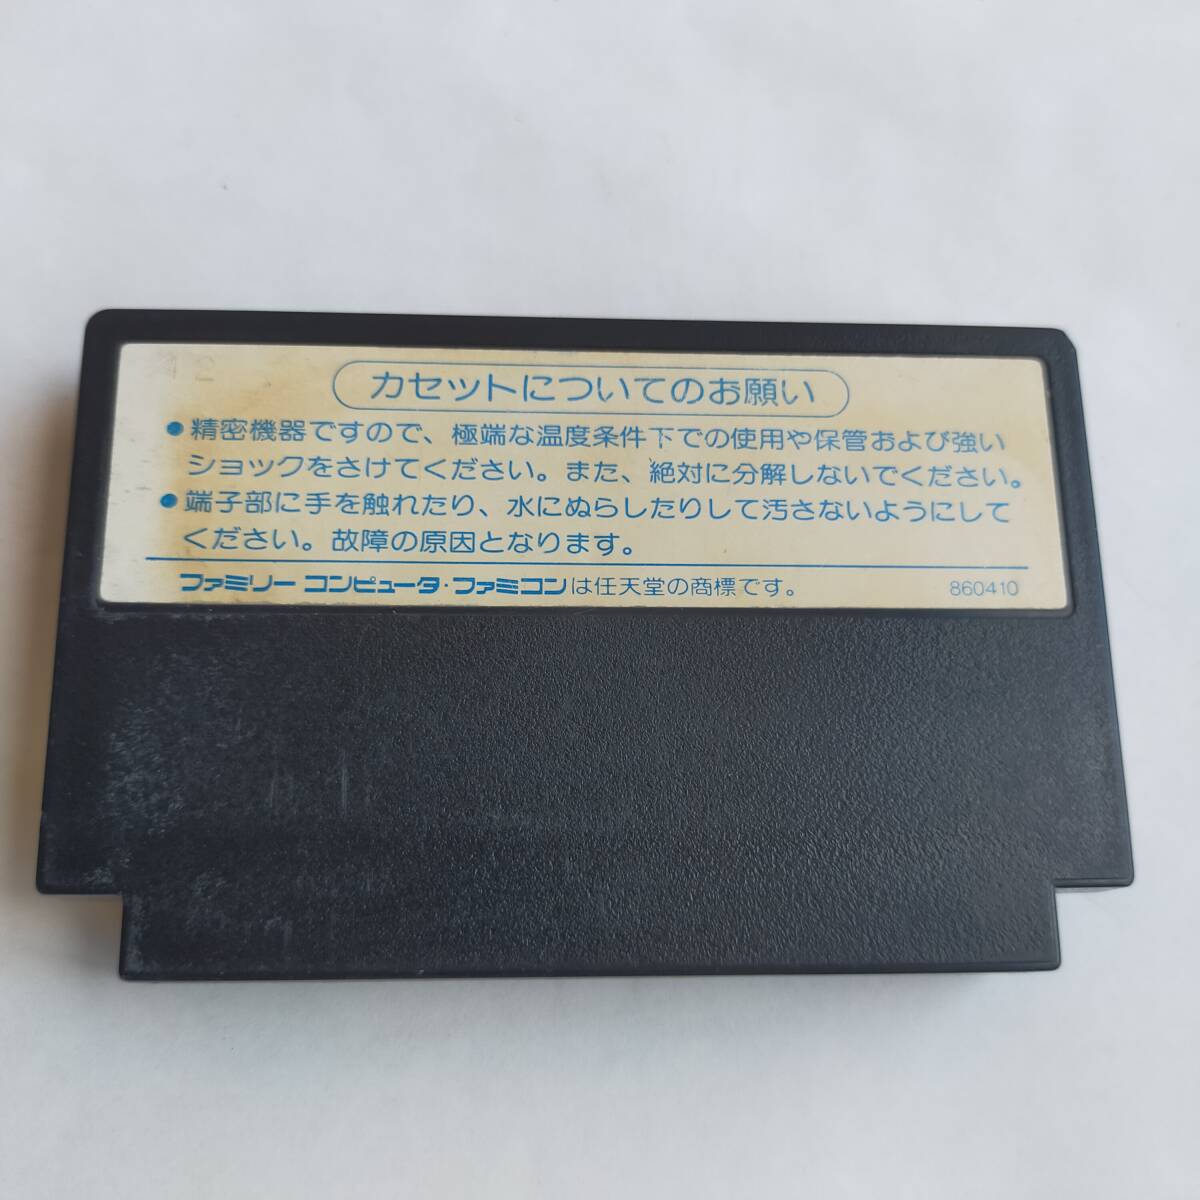 カセットについてのお願い
●精密機器ですので、極端な温度条件下での使用や保管および強い
ショックをさけてください。また、絶対に分解しないでください。
●端子部に手を触れたり、水にぬらしたりして汚さないようにして
ください。故障の原因となります。
ファミリー コンピュータ・ファミコンは任天堂の商標です。 860410